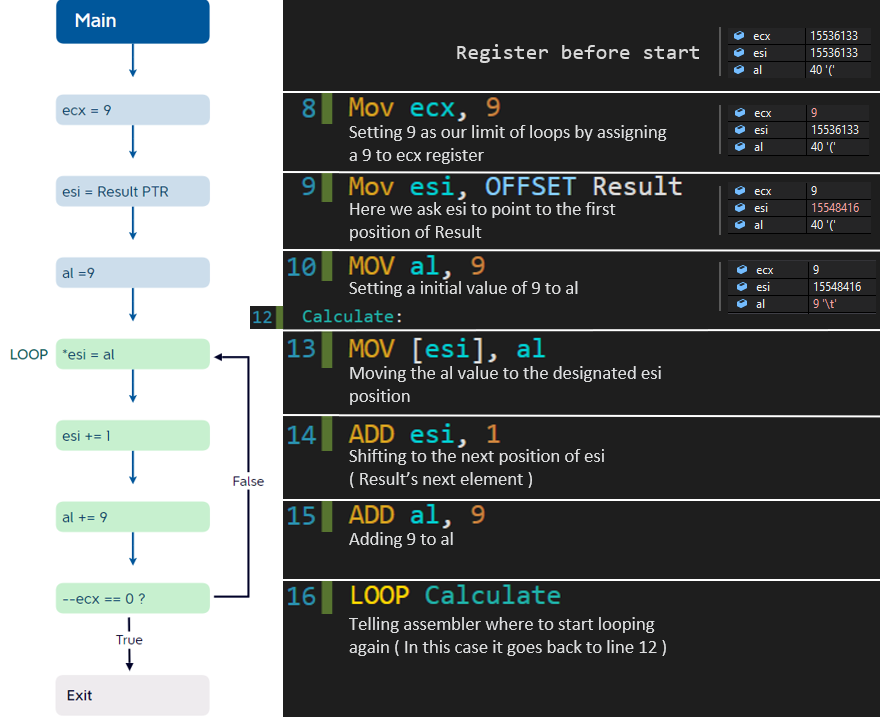 Main
ecx = 9
esi = Result PTR
al =9
LOOP
*esi = al
esi += 1
False
al += 9
--ecx == 0 ?
True
Exit
Register before start
ecx 15536133
esi 15536133
al 40 '('
8 Mov ecx, 9
Setting 9 as our limit of loops by assigning
a 9 to ecx register
ecx 9
esi 15536133
al 40 '('
9 Mov esi, OFFSET Result
Here we ask esi to point to the first
position of Result
ecx 9
esi 15548416
al 40 '('
10 MOV al, 9
Setting a initial value of 9 to al
ecx 9
esi 15548416
al 9 '\t'
12 Calculate:
13 MOV [esi], al
Moving the al value to the designated esi
position
14 ADD esi, 1
Shifting to the next position of esi
( Result’s next element )
15 ADD al, 9
Adding 9 to al
16 LOOP Calculate
Telling assembler where to start looping
again ( In this case it goes back to line 12 )